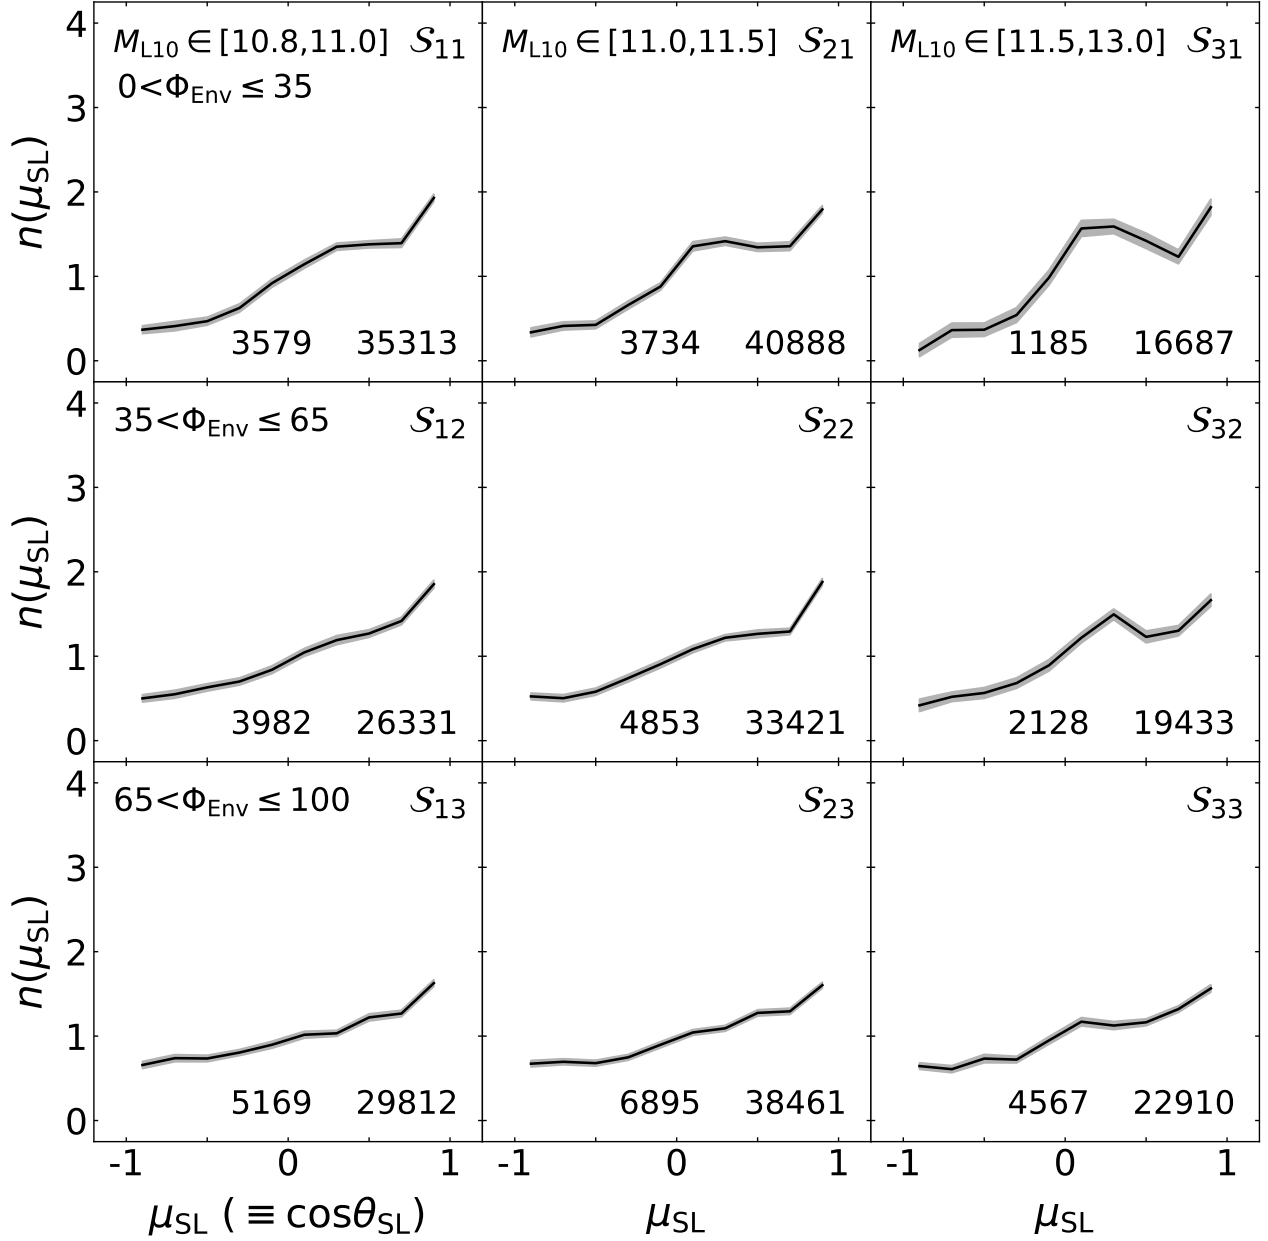 M_L10 ∈ [10.8,11.0] S_11
0<Φ_Env ≤ 35
4
3
2
1
0
n(μ_SL)
3579 35313
M_L10 ∈ [11.0,11.5] S_21
3734 40888
M_L10 ∈ [11.5,13.0] S_31
1185 16687
35<Φ_Env ≤ 65 S_12
4
3
2
1
0
n(μ_SL)
3982 26331
S_22
4853 33421
S_32
2128 19433
65<Φ_Env ≤ 100 S_13
4
3
2
1
0
n(μ_SL)
5169 29812
S_23
6895 38461
S_33
4567 22910
-1 0 1
-1 0 1
-1 0 1
μ_SL (≡ cosθ_SL)
μ_SL
μ_SL